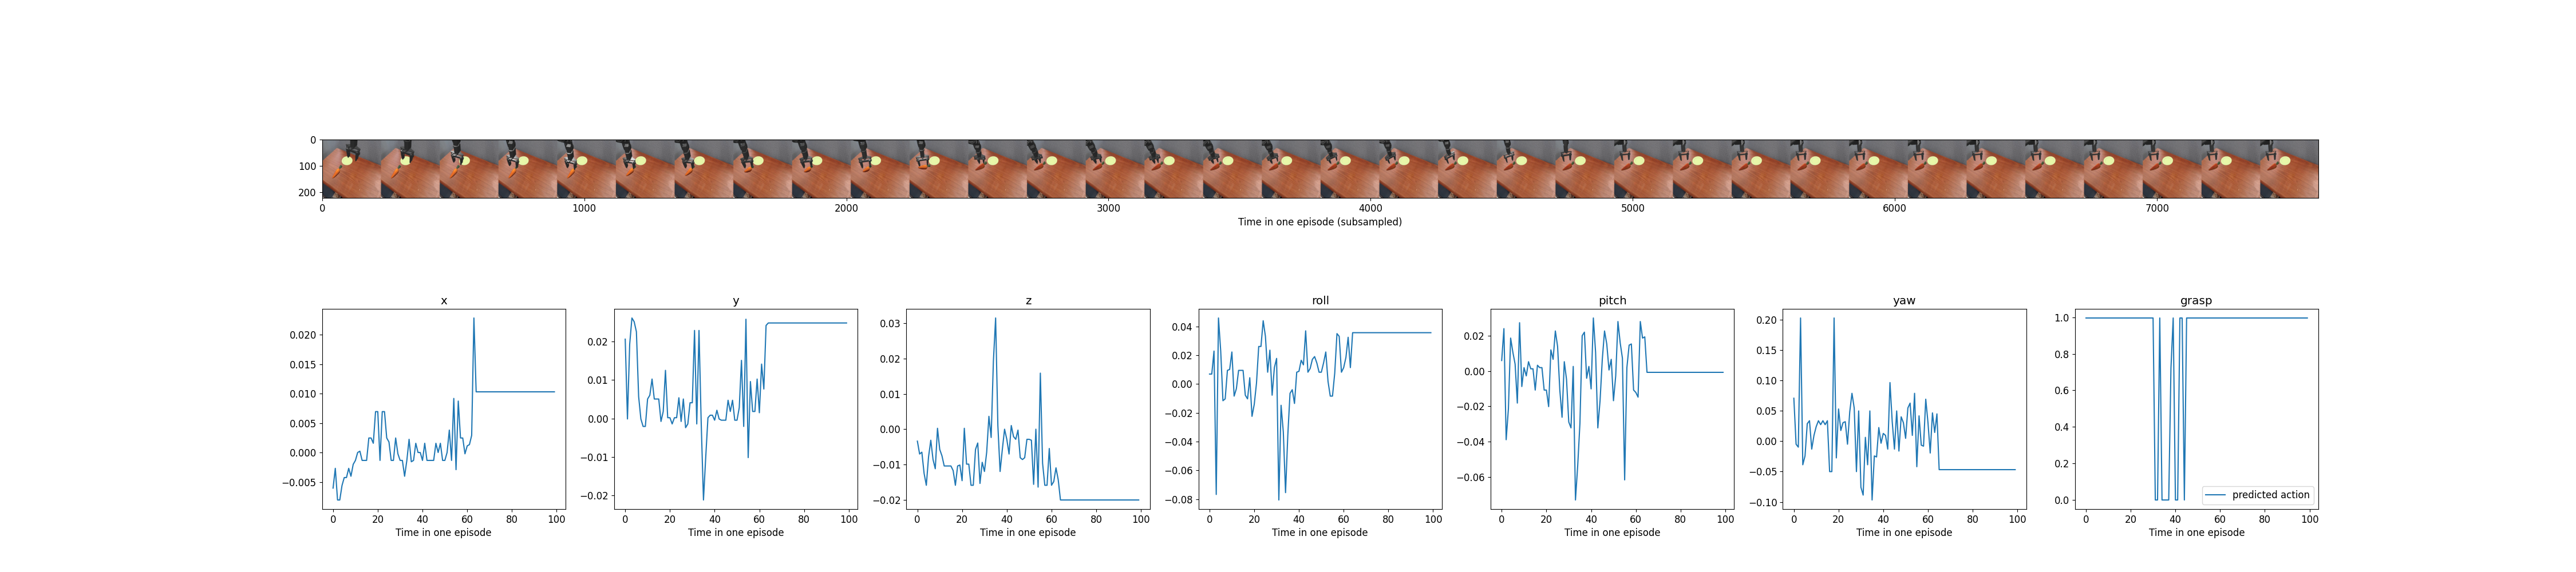 0
100
200
0 1000 2000 3000 4000 5000 6000 7000
Time in one episode (subsampled)
x
0.020
0.015
0.010
0.005
0.000
−0.005
0 20 40 60 80 100
Time in one episode
y
0.02
0.01
0.00
−0.01
−0.02
0 20 40 60 80 100
Time in one episode
z
0.03
0.02
0.01
0.00
−0.01
−0.02
0 20 40 60 80 100
Time in one episode
roll
0.04
0.02
0.00
−0.02
−0.04
−0.06
−0.08
0 20 40 60 80 100
Time in one episode
pitch
0.02
0.00
−0.02
−0.04
−0.06
0 20 40 60 80 100
Time in one episode
yaw
0.20
0.15
0.10
0.05
0.00
−0.05
−0.10
0 20 40 60 80 100
Time in one episode
grasp
1.0
0.8
0.6
0.4
0.2
0.0
predicted action
0 20 40 60 80 100
Time in one episode